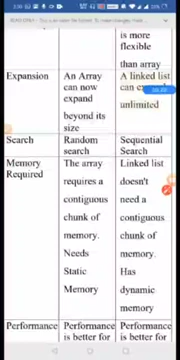 is more
flexible
than array
Expansion
An Array
can now
expand
beyond its
size
A linked list
can
unlimited
Search
Random
search
Sequential
Search
Memory
Required
The array
requires a
contiguous
chunk of
memory.
Needs
Static
Memory
Linked list
doesn't
need a
contiguous
chunk of
memory.
Has
dynamic
memory
Performance
Performance
is better for
Performance
is better for